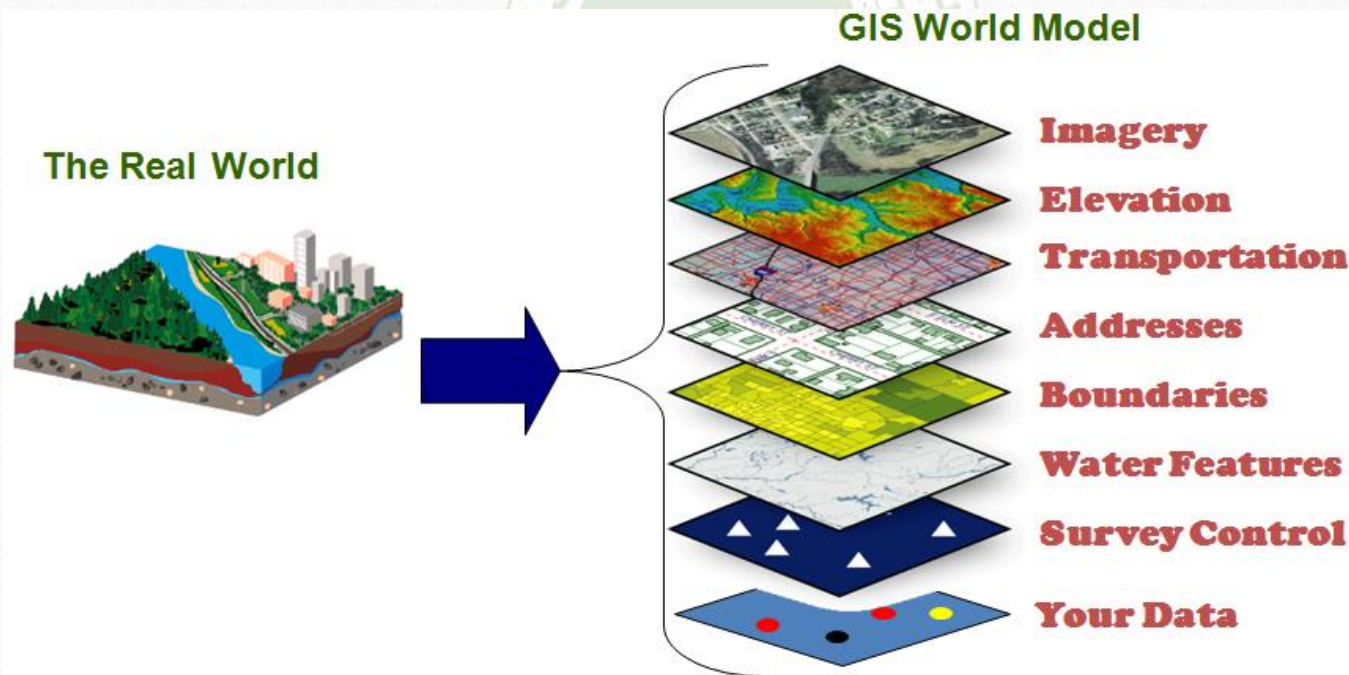 GIS World Model
The Real World
Imagery
Elevation
Transportation
Addresses
Boundaries
Water Features
Survey Control
Your Data